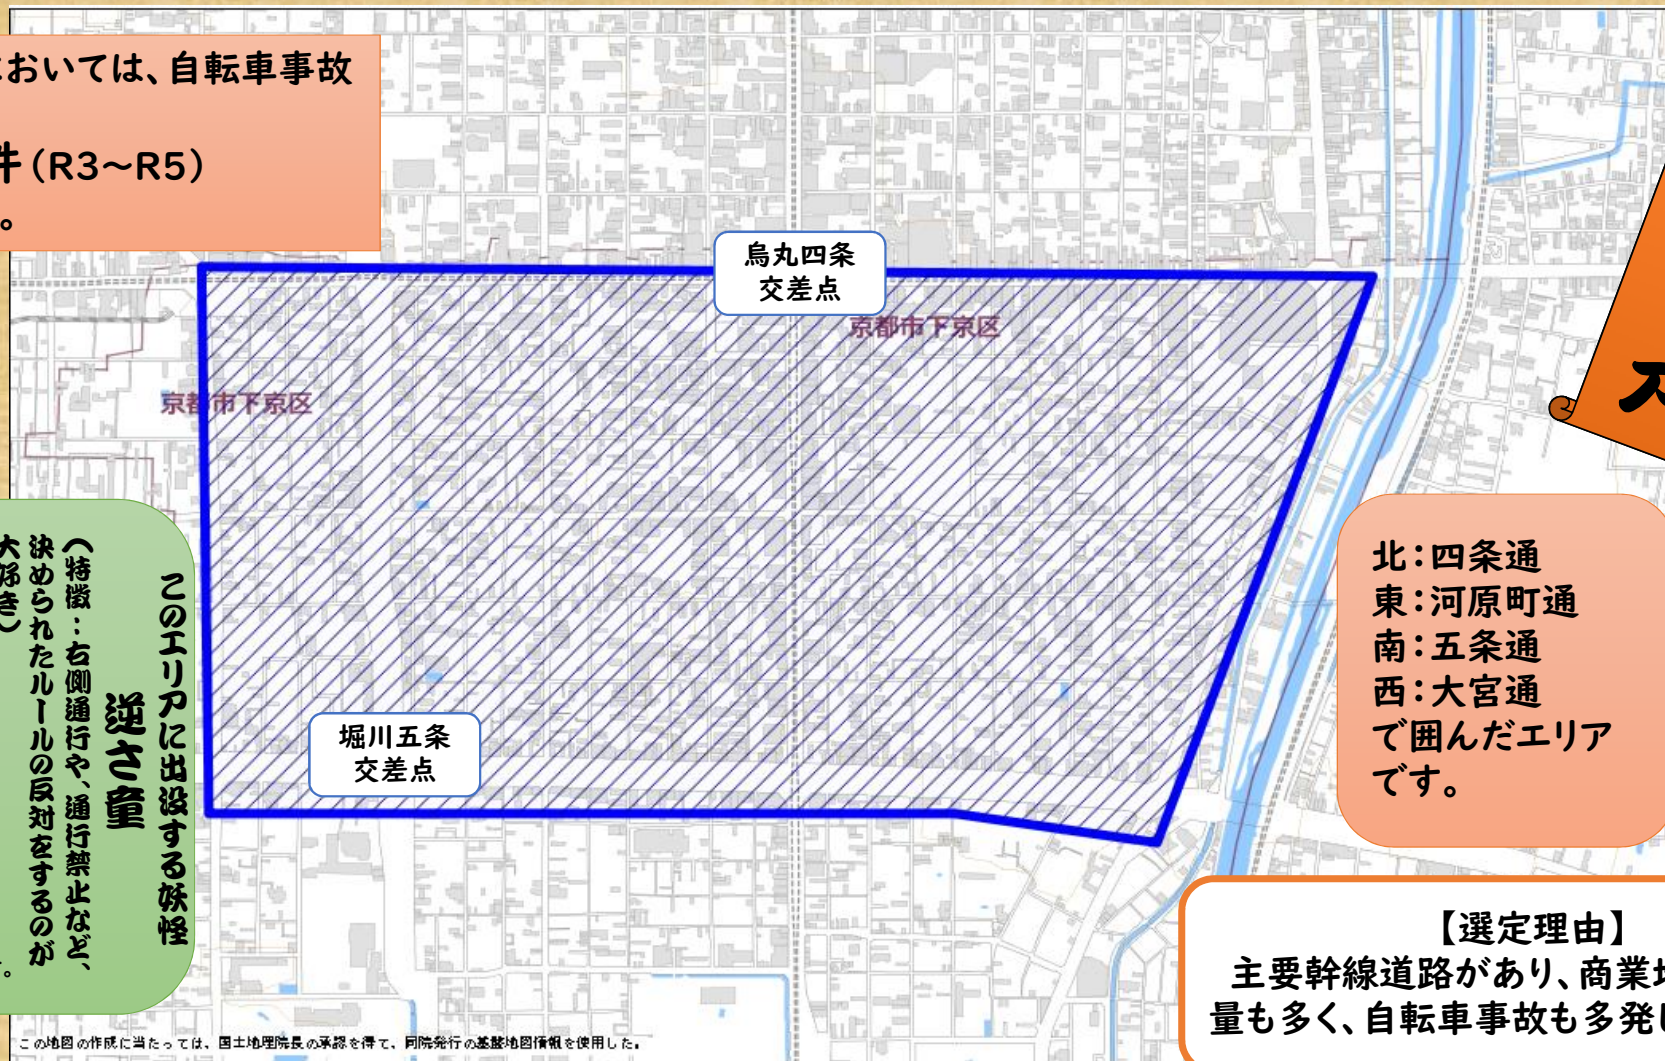 においては、自転車事故
件（R3～R5）
。
烏丸四条
交差点
京都市下京区
京都市下京区
このエリアに出没する妖怪
逆さ童
（特徴：右側通行や、通行禁止など、
決められたルールの反対をするのが
大好き）
。
堀川五条
交差点
北：四条通
東：河原町通
南：五条通
西：大宮通
で囲んだエリア
です。
【選定理由】
主要幹線道路があり、商業
量も多く、自転車事故も多発
この地図の作成に当たっては、国土地理院長の承認を得て、同院発行の基盤地図情報を使用した。